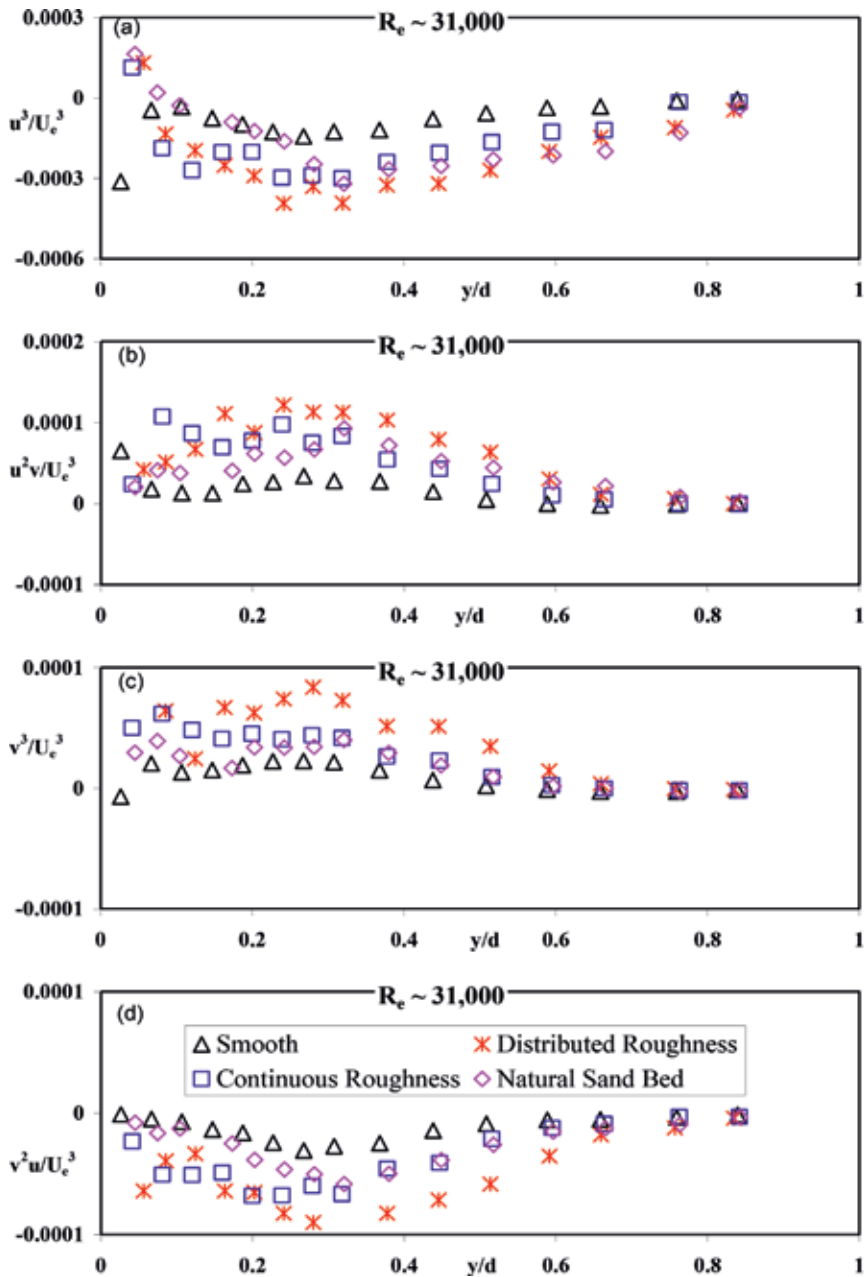 0.0003
(a)
Re ~ 31,000
0
u³/Ue³
-0.0003
-0.0006
0
0.2
0.4
y/d
0.6
0.8
1
0.0002
(b)
Re ~ 31,000
0.0001
u²v/Ue³
0
-0.0001
0
0.2
0.4
y/d
0.6
0.8
1
0.0001
(c)
Re ~ 31,000
v³/Ue³
0
-0.0001
0
0.2
0.4
y/d
0.6
0.8
1
0.0001
(d)
Re ~ 31,000
Smooth
Distributed Roughness
Continuous Roughness
Natural Sand Bed
0
v²u/Ue³
-0.0001
0
0.2
0.4
y/d
0.6
0.8
1